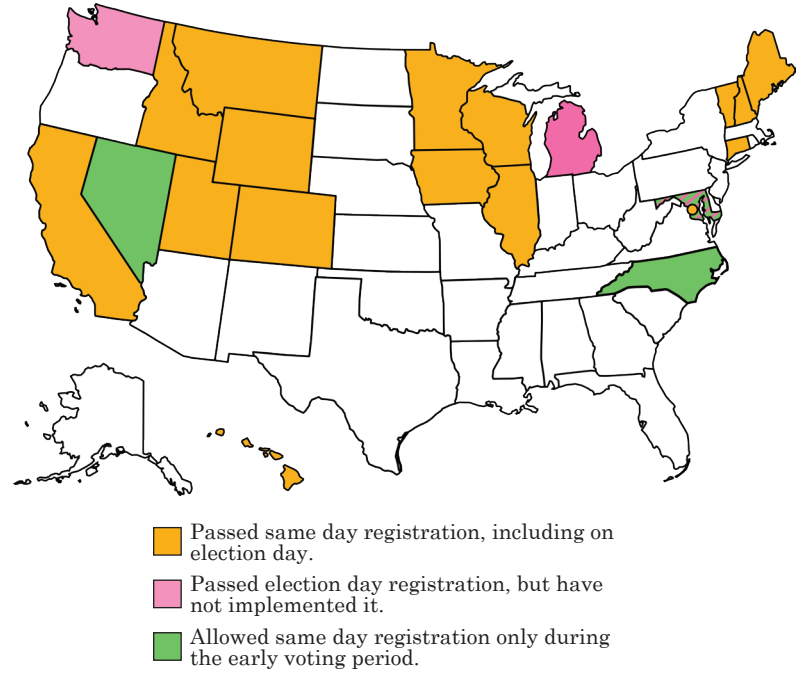 Passed same day registration, including on
election day.
Passed election day registration, but have
not implemented it.
Allowed same day registration only during
the early voting period.